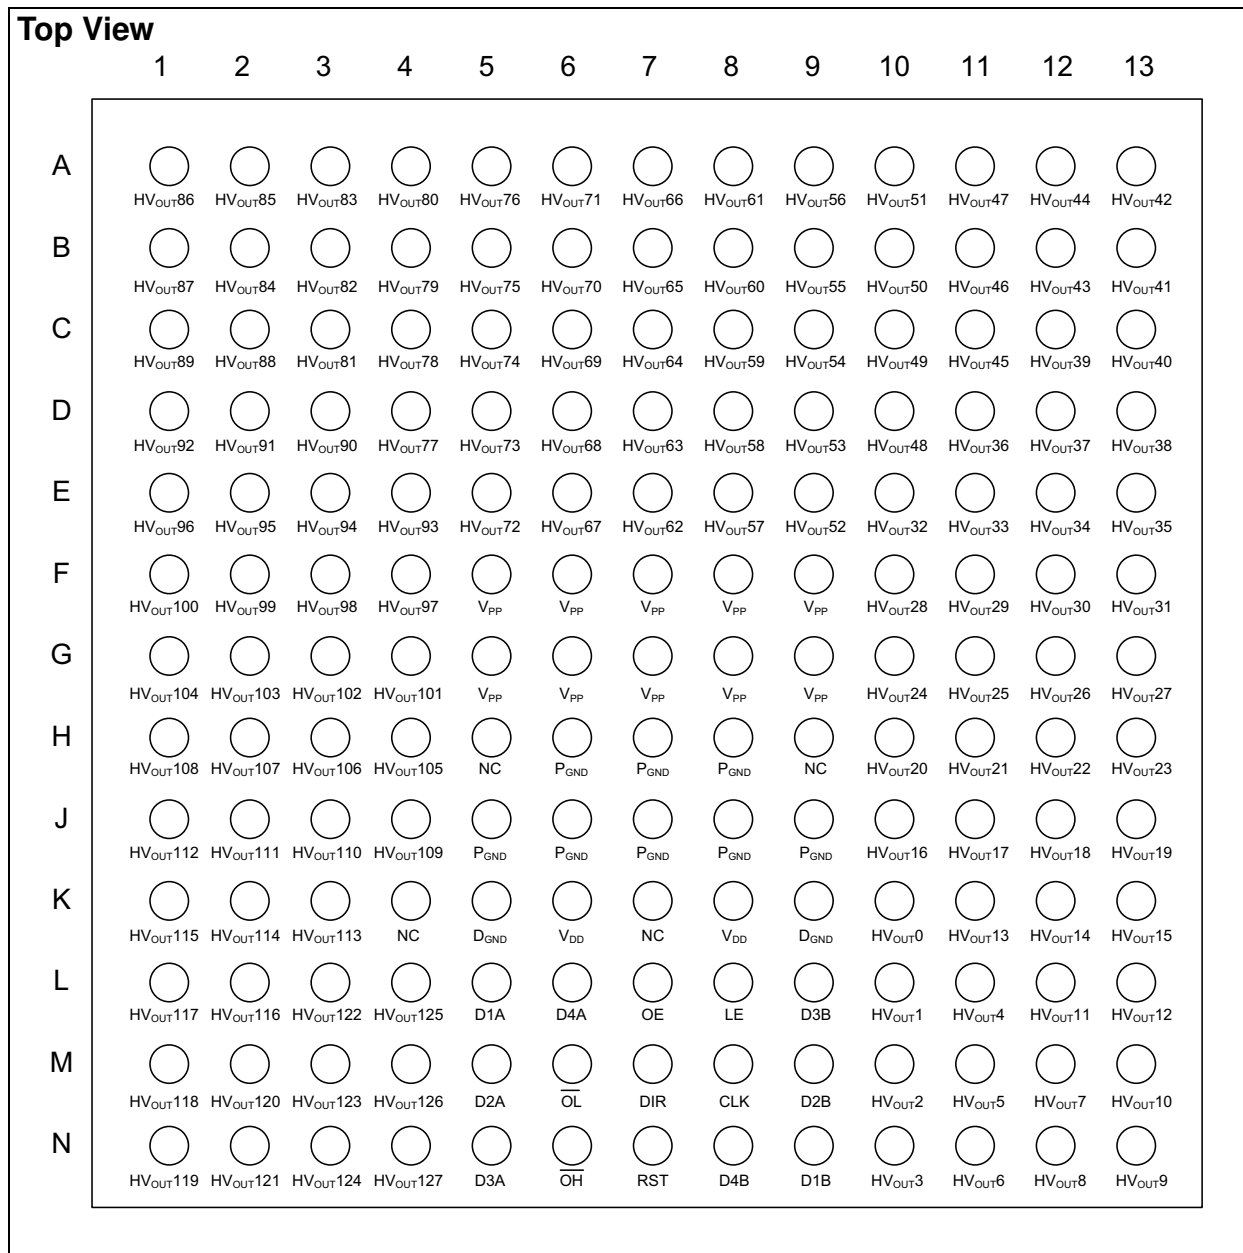 Top View
1 2 3 4 5 6 7 8 9 10 11 12 13
A
HVOUT86 HVOUT85 HVOUT83 HVOUT80 HVOUT76 HVOUT71 HVOUT66 HVOUT61 HVOUT56 HVOUT51 HVOUT47 HVOUT44 HVOUT42
B
HVOUT87 HVOUT84 HVOUT82 HVOUT79 HVOUT75 HVOUT70 HVOUT65 HVOUT60 HVOUT55 HVOUT50 HVOUT46 HVOUT43 HVOUT41
C
HVOUT89 HVOUT88 HVOUT81 HVOUT78 HVOUT74 HVOUT69 HVOUT64 HVOUT59 HVOUT54 HVOUT49 HVOUT45 HVOUT39 HVOUT40
D
HVOUT92 HVOUT91 HVOUT90 HVOUT77 HVOUT73 HVOUT68 HVOUT63 HVOUT58 HVOUT53 HVOUT48 HVOUT36 HVOUT37 HVOUT38
E
HVOUT96 HVOUT95 HVOUT94 HVOUT93 HVOUT72 HVOUT67 HVOUT62 HVOUT57 HVOUT52 HVOUT32 HVOUT33 HVOUT34 HVOUT35
F
HVOUT100 HVOUT99 HVOUT98 HVOUT97 VPP VPP VPP VPP VPP HVOUT28 HVOUT29 HVOUT30 HVOUT31
G
HVOUT104 HVOUT103 HVOUT102 HVOUT101 VPP VPP VPP VPP VPP HVOUT24 HVOUT25 HVOUT26 HVOUT27
H
HVOUT108 HVOUT107 HVOUT106 HVOUT105 NC PGND PGND PGND NC HVOUT20 HVOUT21 HVOUT22 HVOUT23
J
HVOUT112 HVOUT111 HVOUT110 HVOUT109 PGND PGND PGND PGND PGND HVOUT16 HVOUT17 HVOUT18 HVOUT19
K
HVOUT115 HVOUT114 HVOUT113 NC DGND VDD NC VDD DGND HVOUT0 HVOUT13 HVOUT14 HVOUT15
L
HVOUT117 HVOUT116 HVOUT122 HVOUT125 D1A D4A OE LE D3B HVOUT1 HVOUT4 HVOUT11 HVOUT12
M
HVOUT118 HVOUT120 HVOUT123 HVOUT126 D2A O̅L̅ DIR CLK D2B HVOUT2 HVOUT5 HVOUT7 HVOUT10
N
HVOUT119 HVOUT121 HVOUT124 HVOUT127 D3A O̅H̅ RST D4B D1B HVOUT3 HVOUT6 HVOUT8 HVOUT9